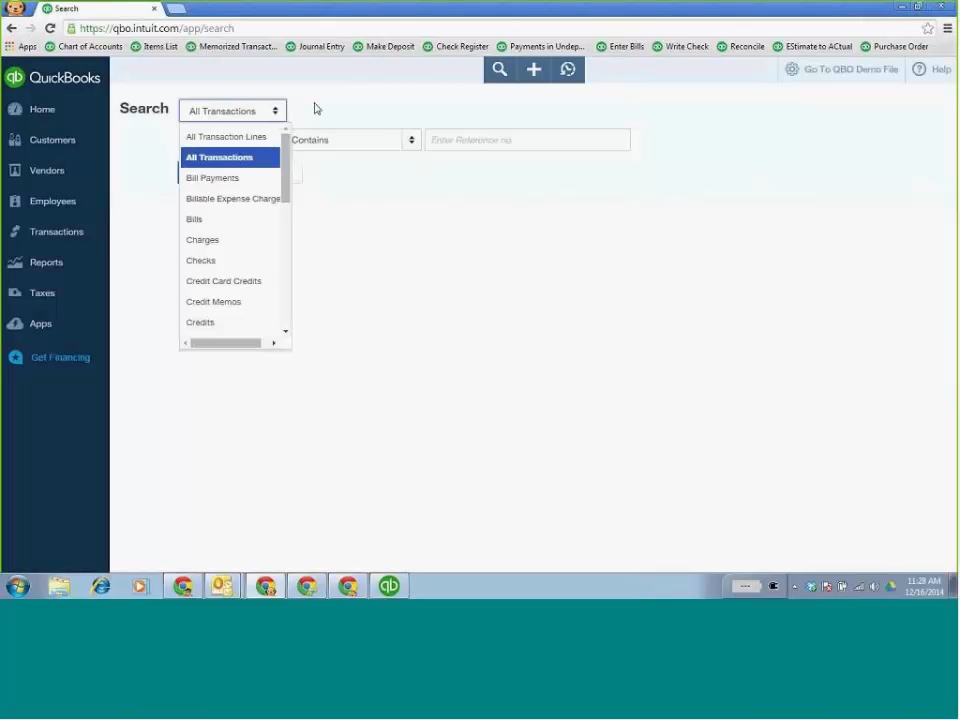 Search
https://qbo.intuit.com/app/search
Apps Chart of Accounts Items List Memorized Transact... Journal Entry Make Deposit Check Register Payments in Undep... Enter Bills Write Check Reconcile EStimate to ACtual Purchase Order
qb QuickBooks
Go To QBO Demo File
Help
Home
Customers
Vendors
Employees
Transactions
Reports
Taxes
Apps
Get Financing
Search All Transactions
Contains Enter Reference no.
All Transaction Lines
All Transactions
Bill Payments
Billable Expense Charge
Bills
Charges
Checks
Credit Card Credits
Credit Memos
Credits
qb
11:28 AM
12/16/2014